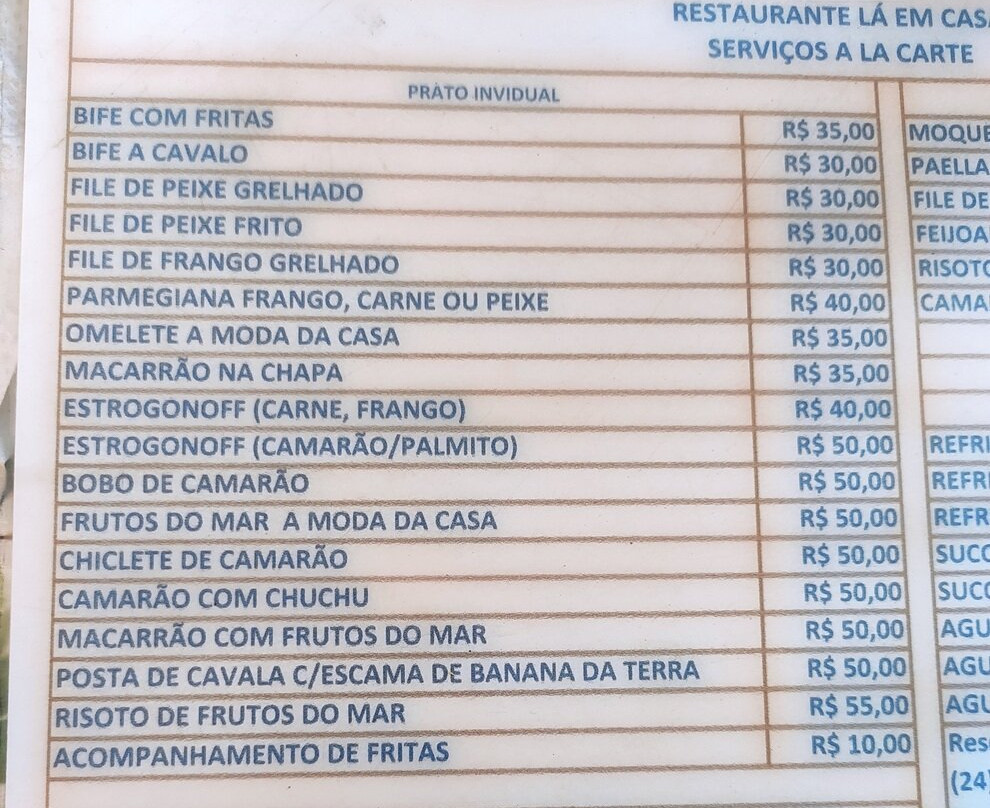 RESTAURANTE LÁ EM CASA
SERVIÇOS A LA CARTE
PRATO INVIDUAL
BIFE COM FRITAS R$ 35,00
BIFE A CAVALO R$ 30,00
FILE DE PEIXE GRELHADO R$ 30,00
FILE DE PEIXE FRITO R$ 30,00
FILE DE FRANGO GRELHADO R$ 30,00
PARMEGIANA FRANGO, CARNE OU PEIXE R$ 40,00
OMELETE A MODA DA CASA R$ 35,00
MACARRÃO NA CHAPA R$ 35,00
ESTROGONOFF (CARNE, FRANGO) R$ 40,00
ESTROGONOFF (CAMARÃO/PALMITO) R$ 50,00
BOBO DE CAMARÃO R$ 50,00
FRUTOS DO MAR A MODA DA CASA R$ 50,00
CHICLETE DE CAMARÃO R$ 50,00
CAMARÃO COM CHUCHU R$ 50,00
MACARRÃO COM FRUTOS DO MAR R$ 50,00
POSTA DE CAVALA C/ESCAMA DE BANANA DA TERRA R$ 50,00
RISOTO DE FRUTOS DO MAR R$ 55,00
ACOMPANHAMENTO DE FRITAS R$ 10,00
PAELLA
FILE DE
(24)